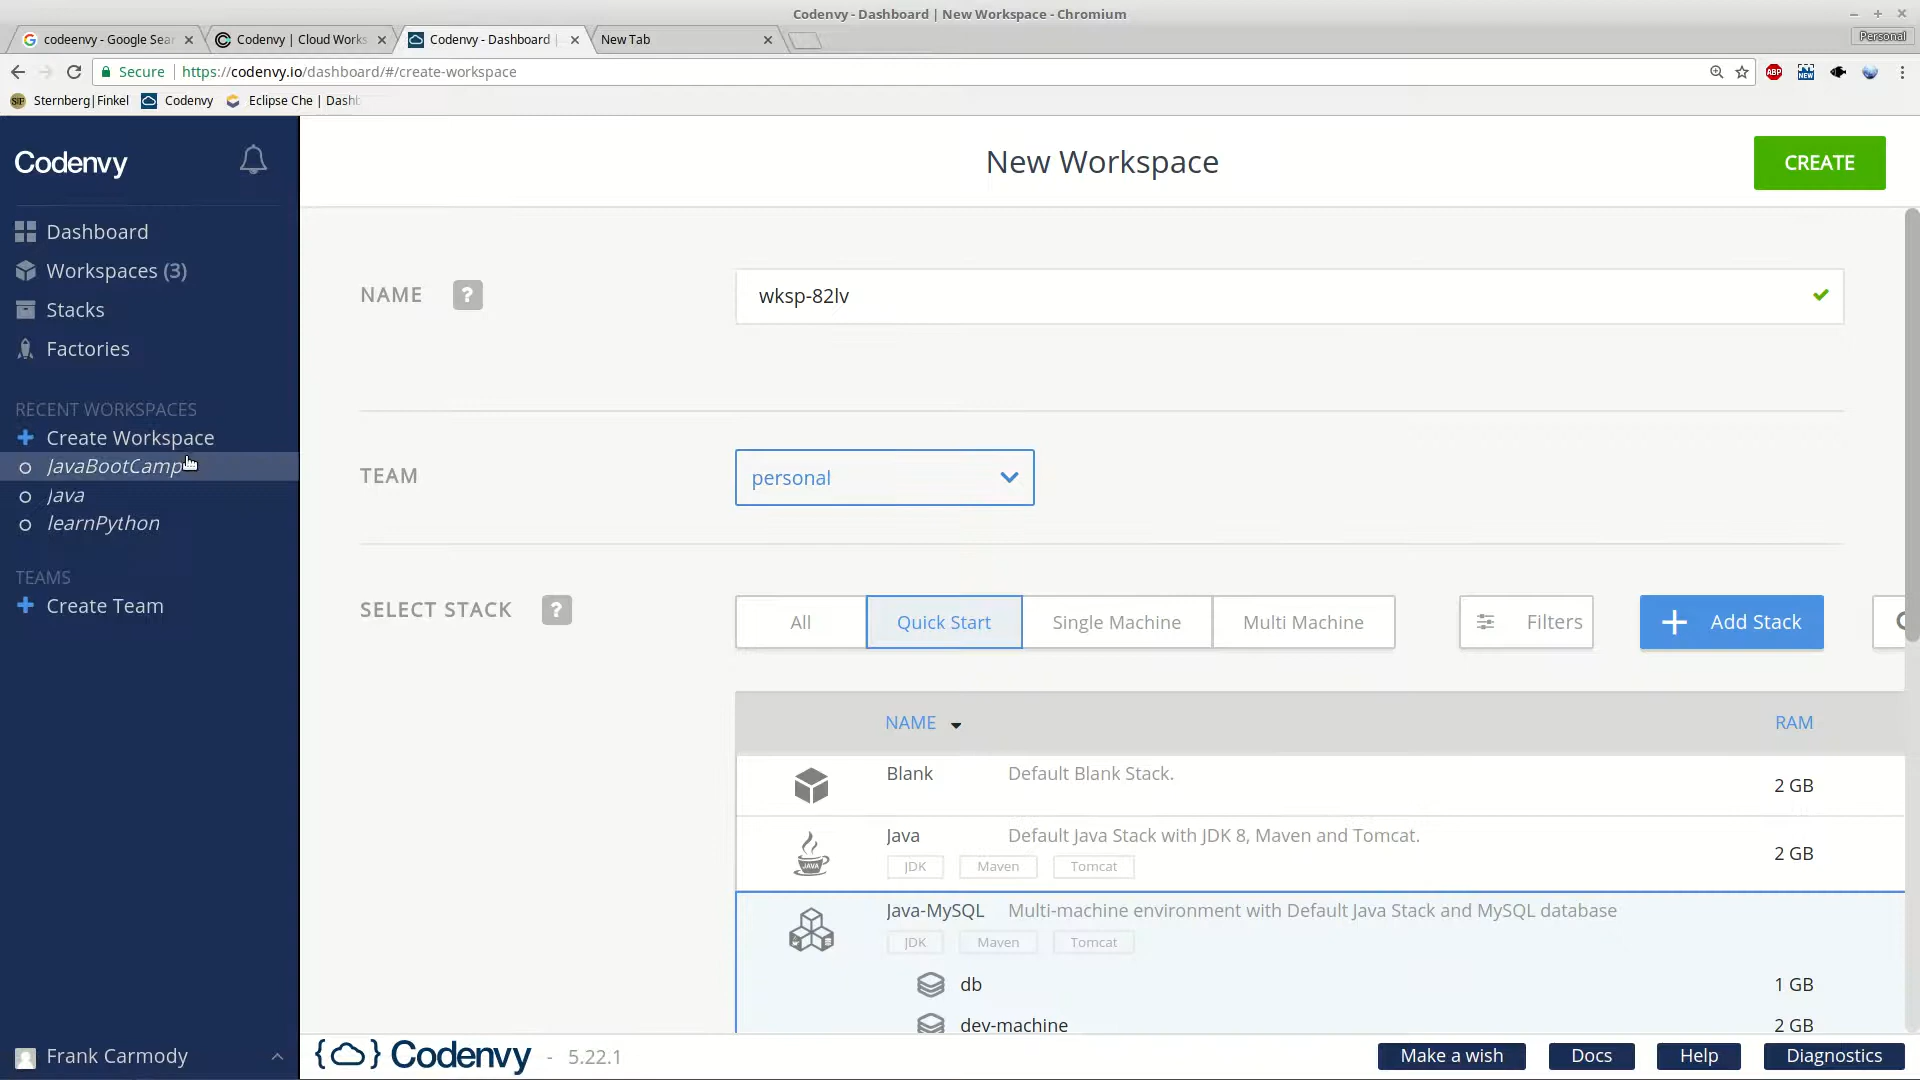 Codenvy - Dashboard | New Workspace - Chromium
codeenvy - Google Sear
Codenvy | Cloud Works
Codenvy - Dashboard |
New Tab
Personal
Secure
https://codenvy.io/dashboard/#/create-workspace
ABP
NEW
Sternberg|Finkel
Codenvy
Eclipse Che | Dashb
Codenvy
New Workspace
CREATE
Dashboard
Workspaces (3)
Stacks
Factories
RECENT WORKSPACES
Create Workspace
JavaBootCamp
Java
learnPython
TEAMS
Create Team
NAME ?
wksp-82lv
TEAM
personal
SELECT STACK ?
All
Quick Start
Single Machine
Multi Machine
Filters
Add Stack
NAME
RAM
Blank
Default Blank Stack.
2 GB
Java
Default Java Stack with JDK 8, Maven and Tomcat.
JDK
Maven
Tomcat
2 GB
Java-MySQL
Multi-machine environment with Default Java Stack and MySQL database
JDK
Maven
Tomcat
db
1 GB
dev-machine
2 GB
Frank Carmody
{} Codenvy - 5.22.1
Make a wish
Docs
Help
Diagnostics